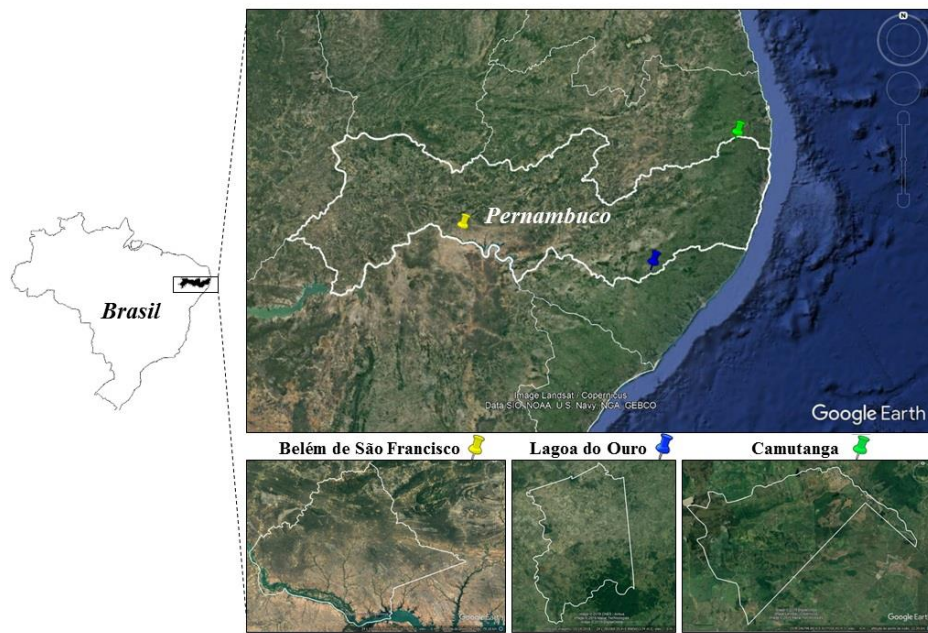 N
Pernambuco
Brasil
Image Landsat / Copernicus
Data SIO, NOAA, U.S. Navy, NGA, GEBCO
Google Earth
Belém de São Francisco
Lagoa do Ouro
Camutanga
Google Earth